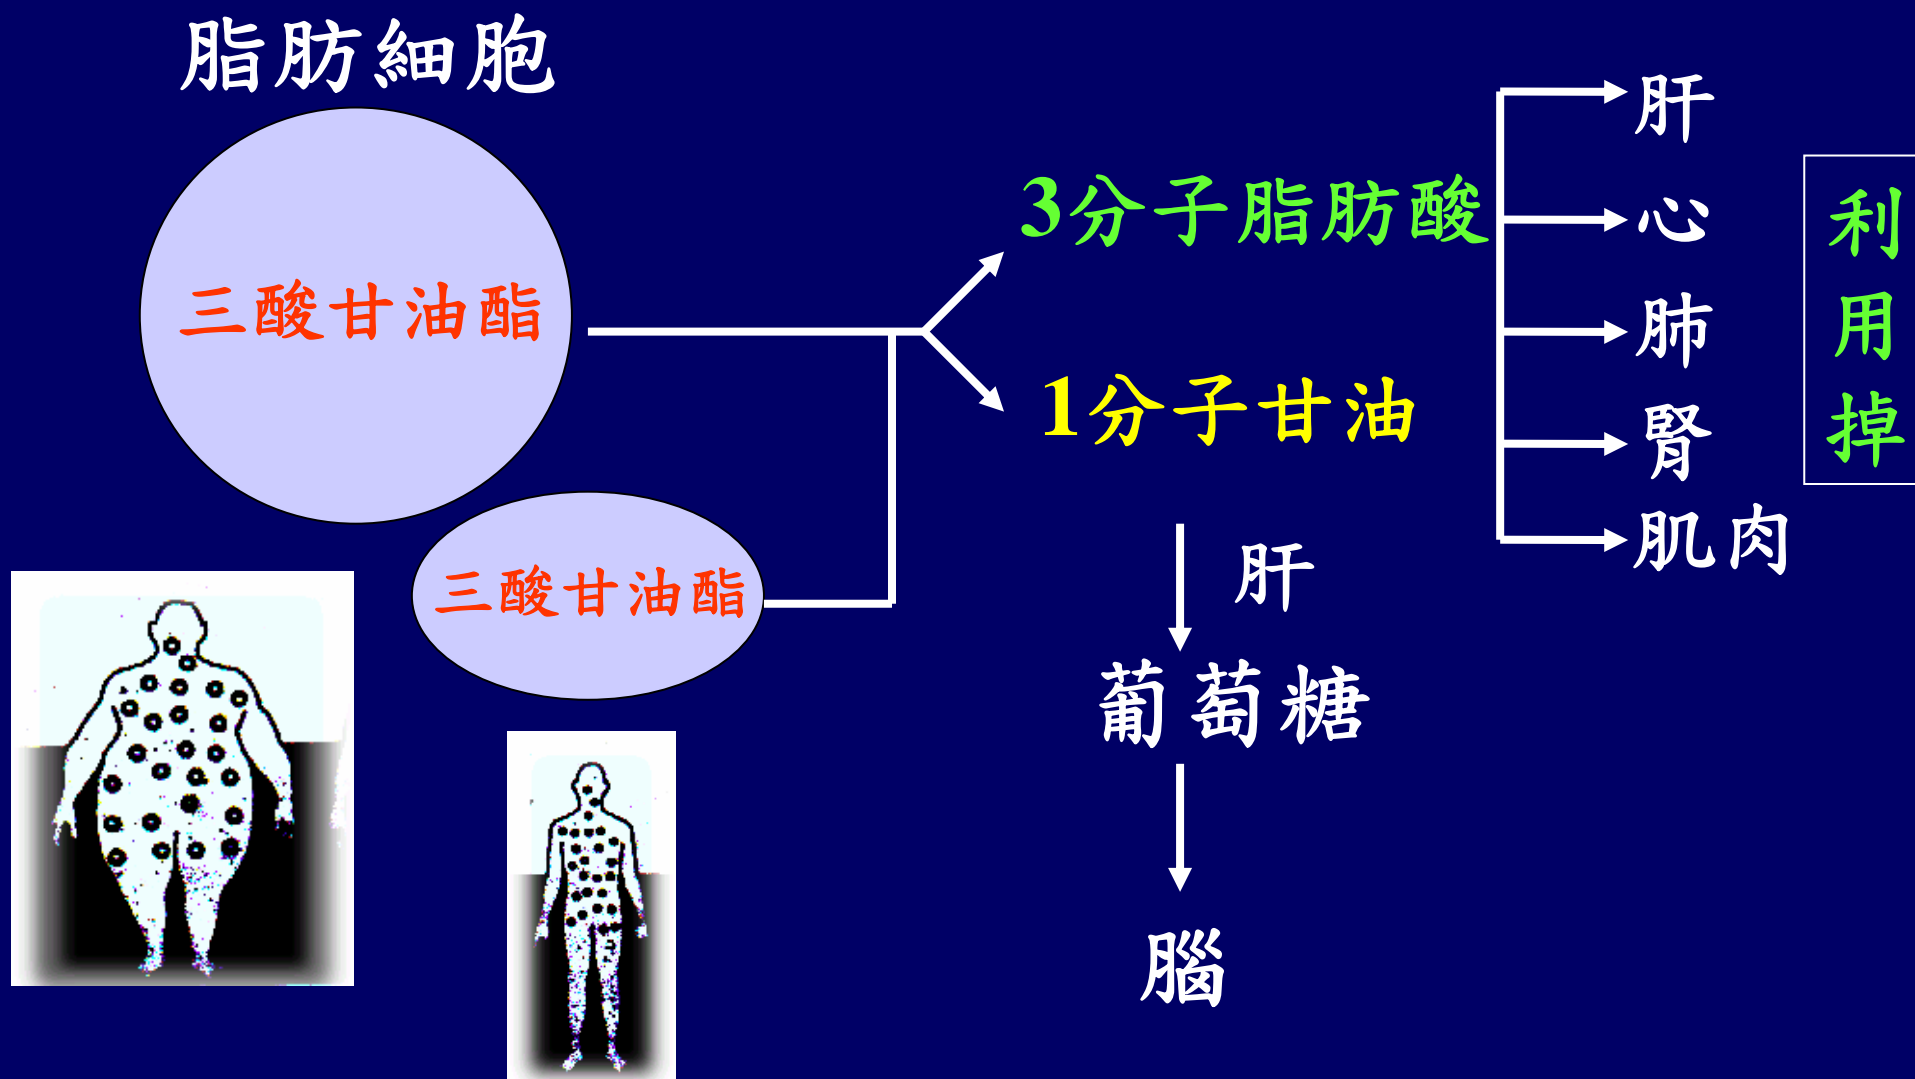 脂肪細胞
三酸甘油酯
三酸甘油酯
3分子脂肪酸
1分子甘油
肝
葡萄糖
腦
肝
心
肺
腎
肌肉
利
用
掉